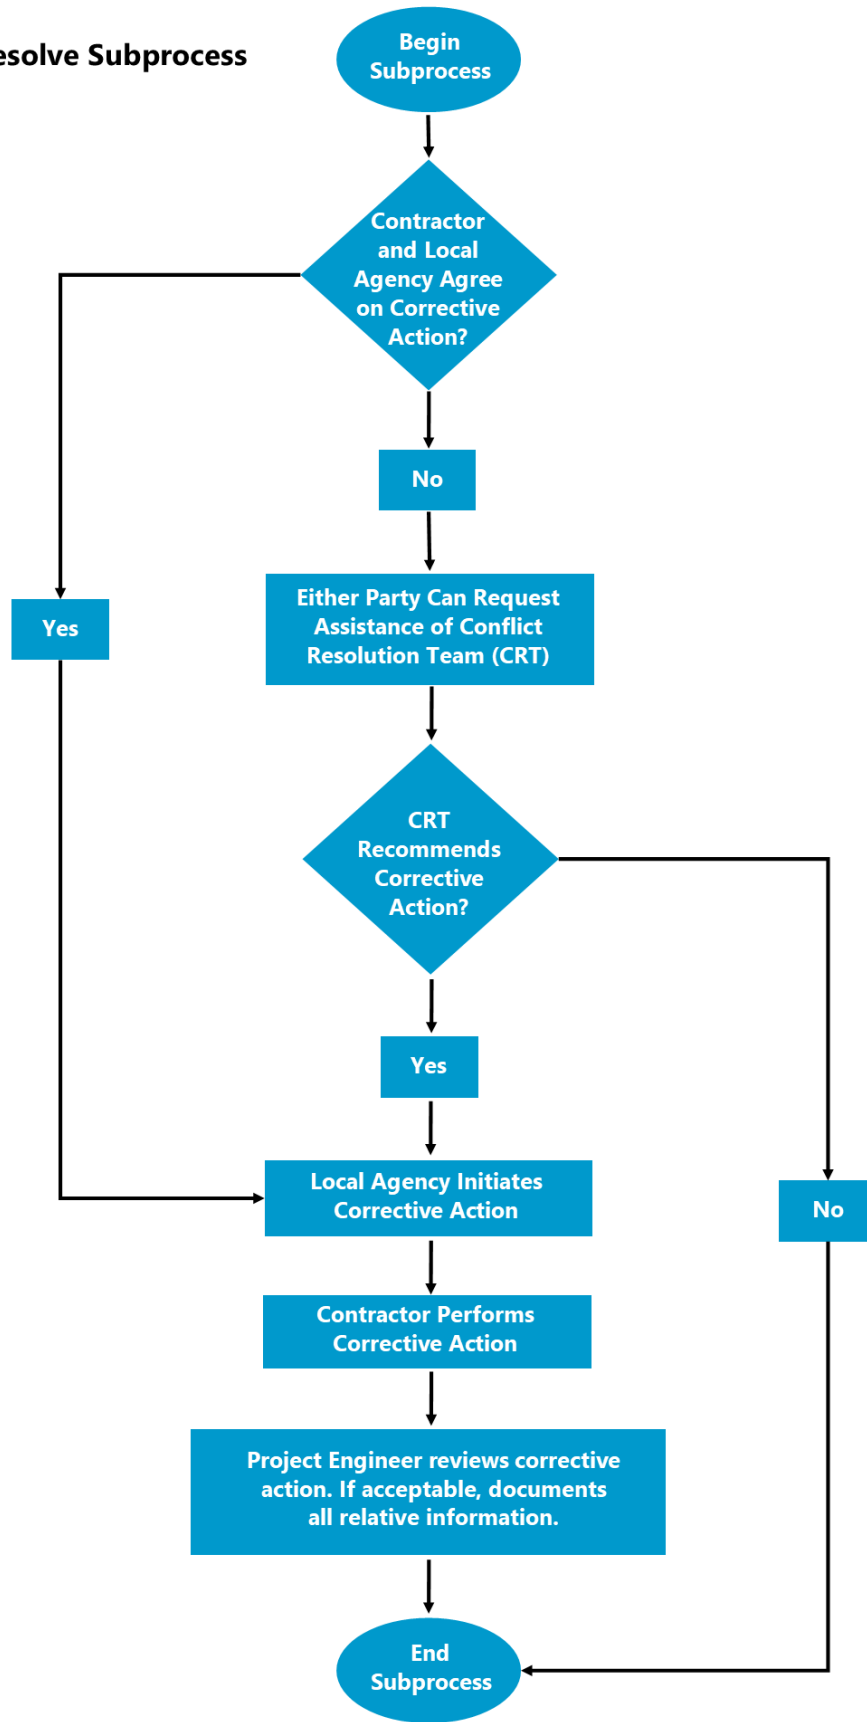 esolve Subprocess
Begin
Subprocess
Contractor
and Local
Agency Agree
on Corrective
Action?
No
Either Party Can Request
Assistance of Conflict
Resolution Team (CRT)
Yes
CRT
Recommends
Corrective
Action?
Yes
Local Agency Initiates
Corrective Action
No
Contractor Performs
Corrective Action
Project Engineer reviews corrective
action. If acceptable, documents
all relative information.
End
Subprocess